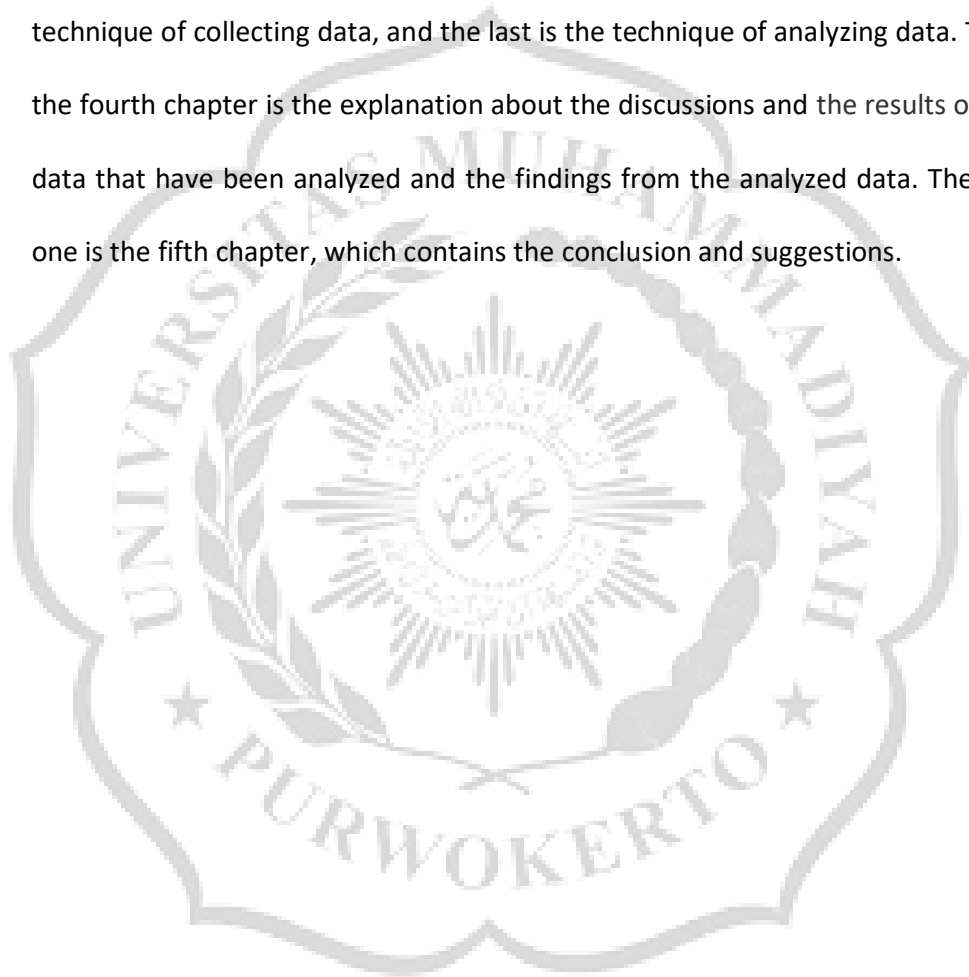 technique of collecting data, and the last is the technique of analyzing data. T
the fourth chapter is the explanation about the discussions and the results o
data that have been analyzed and the findings from the analyzed data. The
one is the fifth chapter, which contains the conclusion and suggestions.
UNIVERSITAS MUHAMMADIYAH
★ PURWOKERTO ★